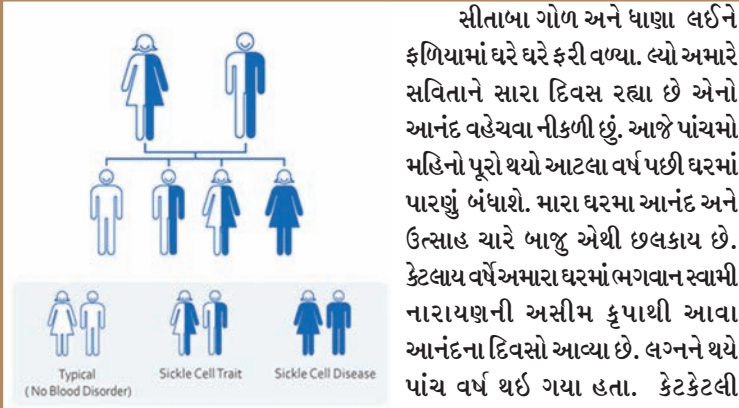 સીતાબા ગોળ અને ધાણા લઈને
ફળિયામાં ઘરે ઘરે ફરી વળ્યા. લ્યો અમારે
સવિતાને સારા દિવસ રહ્યા છે એનો
આનંદ વહેચવા નીકળી છું. આજે પાંચમો
મહિનો પૂરો થયો આટલા વર્ષ પછી ઘરમાં
પારણું બંધાશે. મારા ઘરમા આનંદ અને
ઉત્સાહ ચારે બાજુ એથી છલકાય છે.
કેટલાય વર્ષે અમારા ઘરમાં ભગવાન સ્વામી
નારાયણની અસીમ કૃપાથી આવા
આનંદના દિવસો આવ્યા છે. લગ્નને થયે
પાંચ વર્ષ થઇ ગયા હતા. કેટકેટલી
Typical
( No Blood Disorder)
Sickle Cell Trait
Sickle Cell Disease